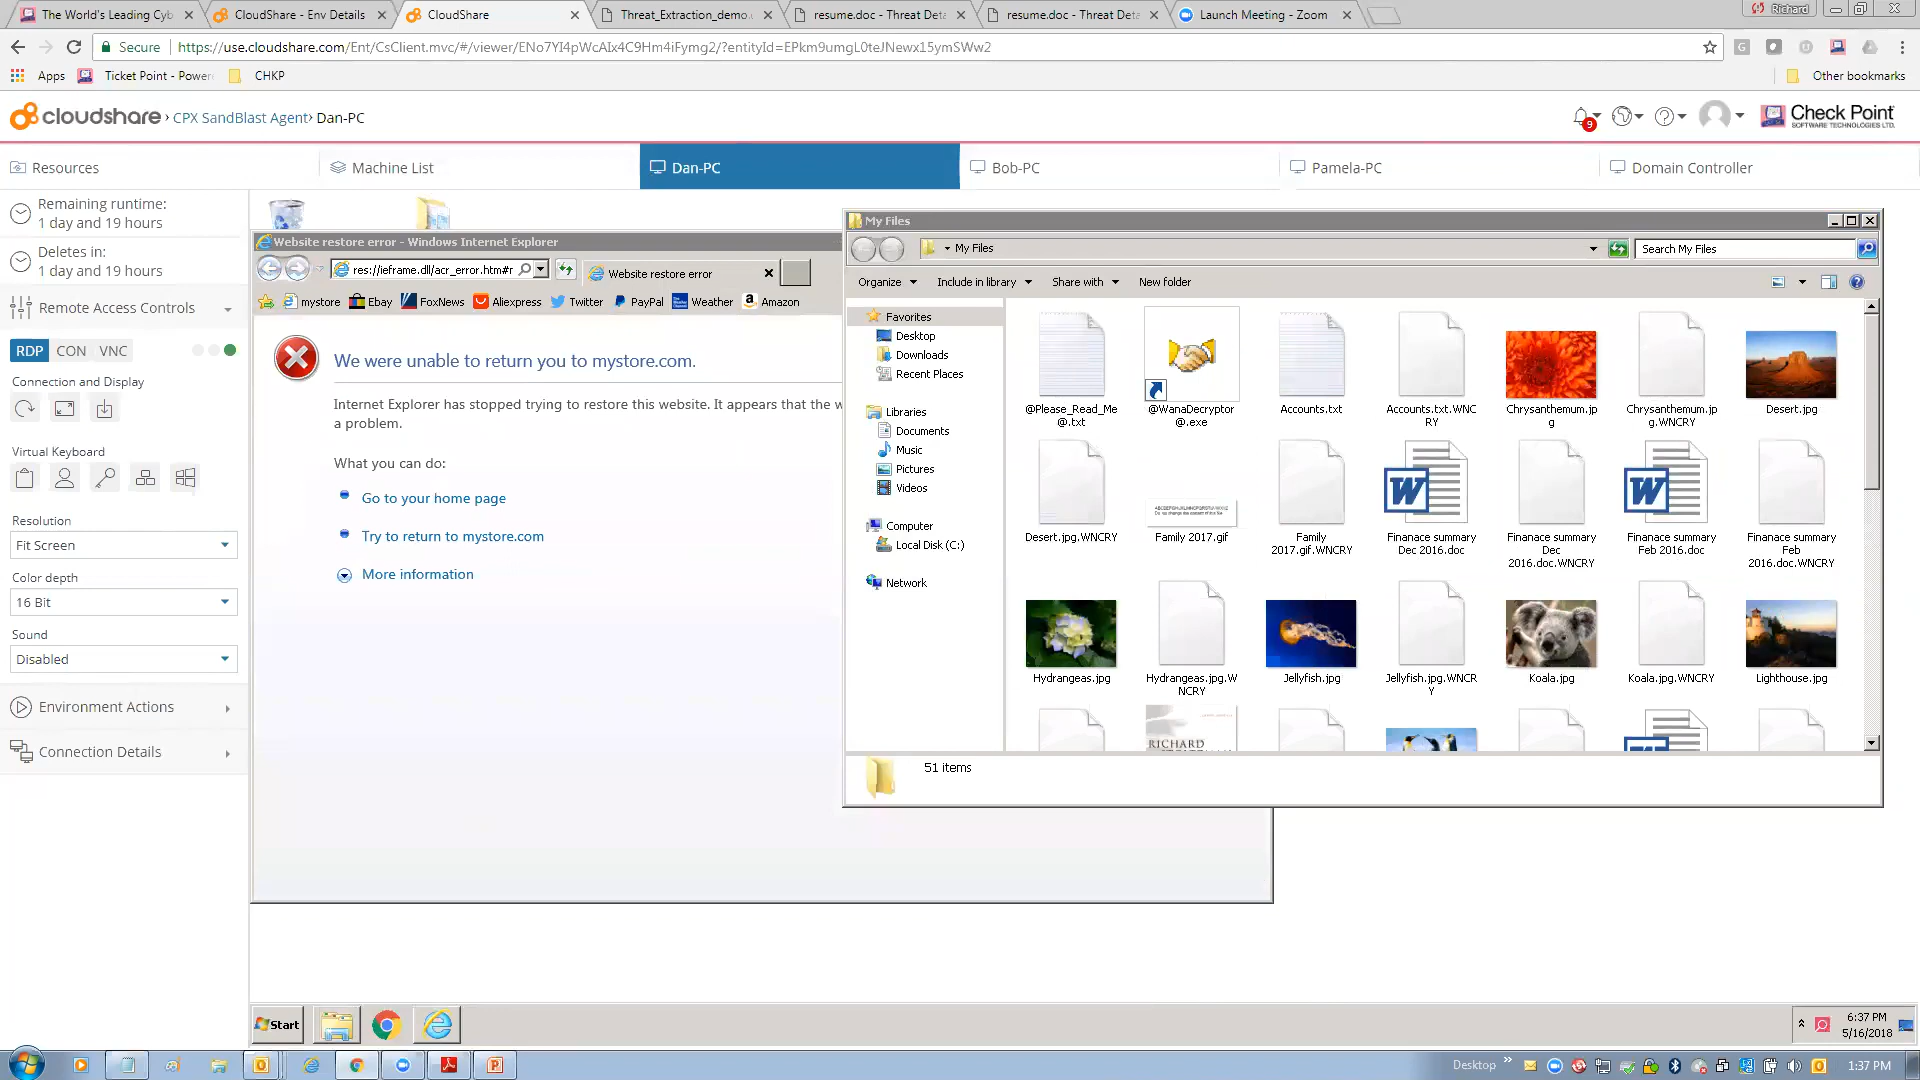 The World's Leading Cyb
CloudShare - Env Details
CloudShare
Threat_Extraction_demo.
resume.doc - Threat Deta
resume.doc - Threat Deta
Launch Meeting - Zoom
Richard
Secure
https://use.cloudshare.com/Ent/CsClient.mvc/#/viewer/ENo7YI4pWcAIx4C9Hm4iFymg2/?entityId=EPkm9umgL0teJNewx15ymSWw2
Apps
Ticket Point - Power
CHKP
Other bookmarks
cloudshare › CPX SandBlast Agent› Dan-PC
9
Check Point
SOFTWARE TECHNOLOGIES LTD.
Resources
Machine List
Dan-PC
Bob-PC
Pamela-PC
Domain Controller
Remaining runtime:
1 day and 19 hours
Deletes in:
1 day and 19 hours
Remote Access Controls
RDP CON VNC
Connection and Display
Virtual Keyboard
Resolution
Fit Screen
Color depth
16 Bit
Sound
Disabled
Environment Actions
Connection Details
Website restore error - Windows Internet Explorer
res://ieframe.dll/acr_error.htm#r
Website restore error
mystore
Ebay
FoxNews
Aliexpress
Twitter
PayPal
Weather
Amazon
We were unable to return you to mystore.com.
Internet Explorer has stopped trying to restore this website. It appears that the w
a problem.
What you can do:
Go to your home page
Try to return to mystore.com
More information
My Files
My Files
Search My Files
Organize
Include in library
Share with
New folder
Favorites
Desktop
Downloads
Recent Places
Libraries
Documents
Music
Pictures
Videos
Computer
Local Disk (C:)
Network
@Please_Read_Me
@.txt
@WanaDecryptor
@.exe
Accounts.txt
Accounts.txt.WNC
RY
Chrysanthemum.jp
g
Chrysanthemum.jp
g.WNCRY
Desert.jpg
Desert.jpg.WNCRY
Family 2017.gif
Family
2017.gif.WNCRY
Finanace summary
Dec 2016.doc
Finanace summary
Dec
2016.doc.WNCRY
Finanace summary
Feb 2016.doc
Finanace summary
Feb
2016.doc.WNCRY
Hydrangeas.jpg
Hydrangeas.jpg.W
NCRY
Jellyfish.jpg
Jellyfish.jpg.WNCR
Y
Koala.jpg
Koala.jpg.WNCRY
Lighthouse.jpg
RICHARD
51 items
Start
6:37 PM
5/16/2018
Desktop
1:37 PM